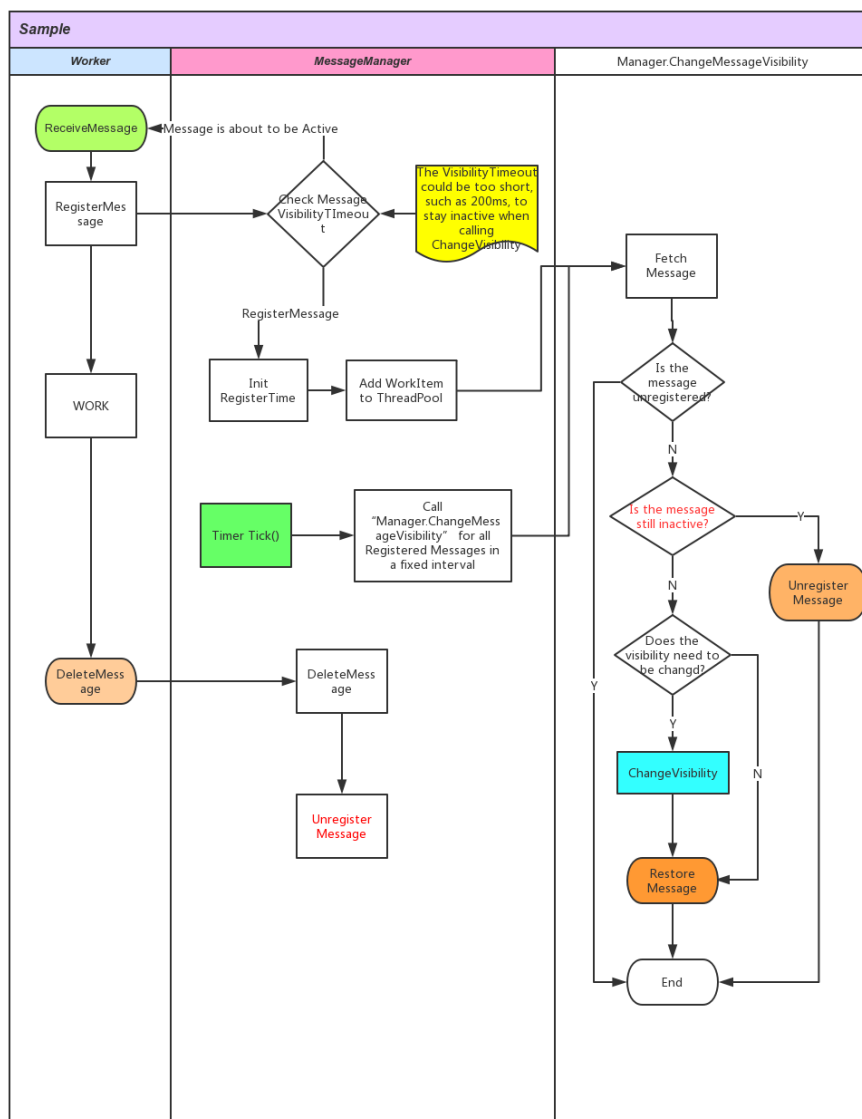 Sample
Worker
MessageManager
Manager.ChangeMessageVisibility
ReceiveMessage
Message is about to be Active
RegisterMes
sage
Check Message
VisibilityTImeou
t
The VisibilityTimeout
could be too short,
such as 200ms, to
stay inactive when
calling
ChangeVisibility
Fetch
Message
RegisterMessage
Init
RegisterTime
Add WorkItem
to ThreadPool
Is the
message
unregistered?
WORK
N
Timer Tick()
Call
“Manager.ChangeMess
ageVisibility” for all
Registered Messages in
a fixed interval
Is the message
still inactive?
Y
Unregister
Message
N
Does the
visibility need to
be changd?
DeleteMess
age
DeleteMess
age
Y
Y
ChangeVisibility
N
Unregister
Message
Restore
Message
End